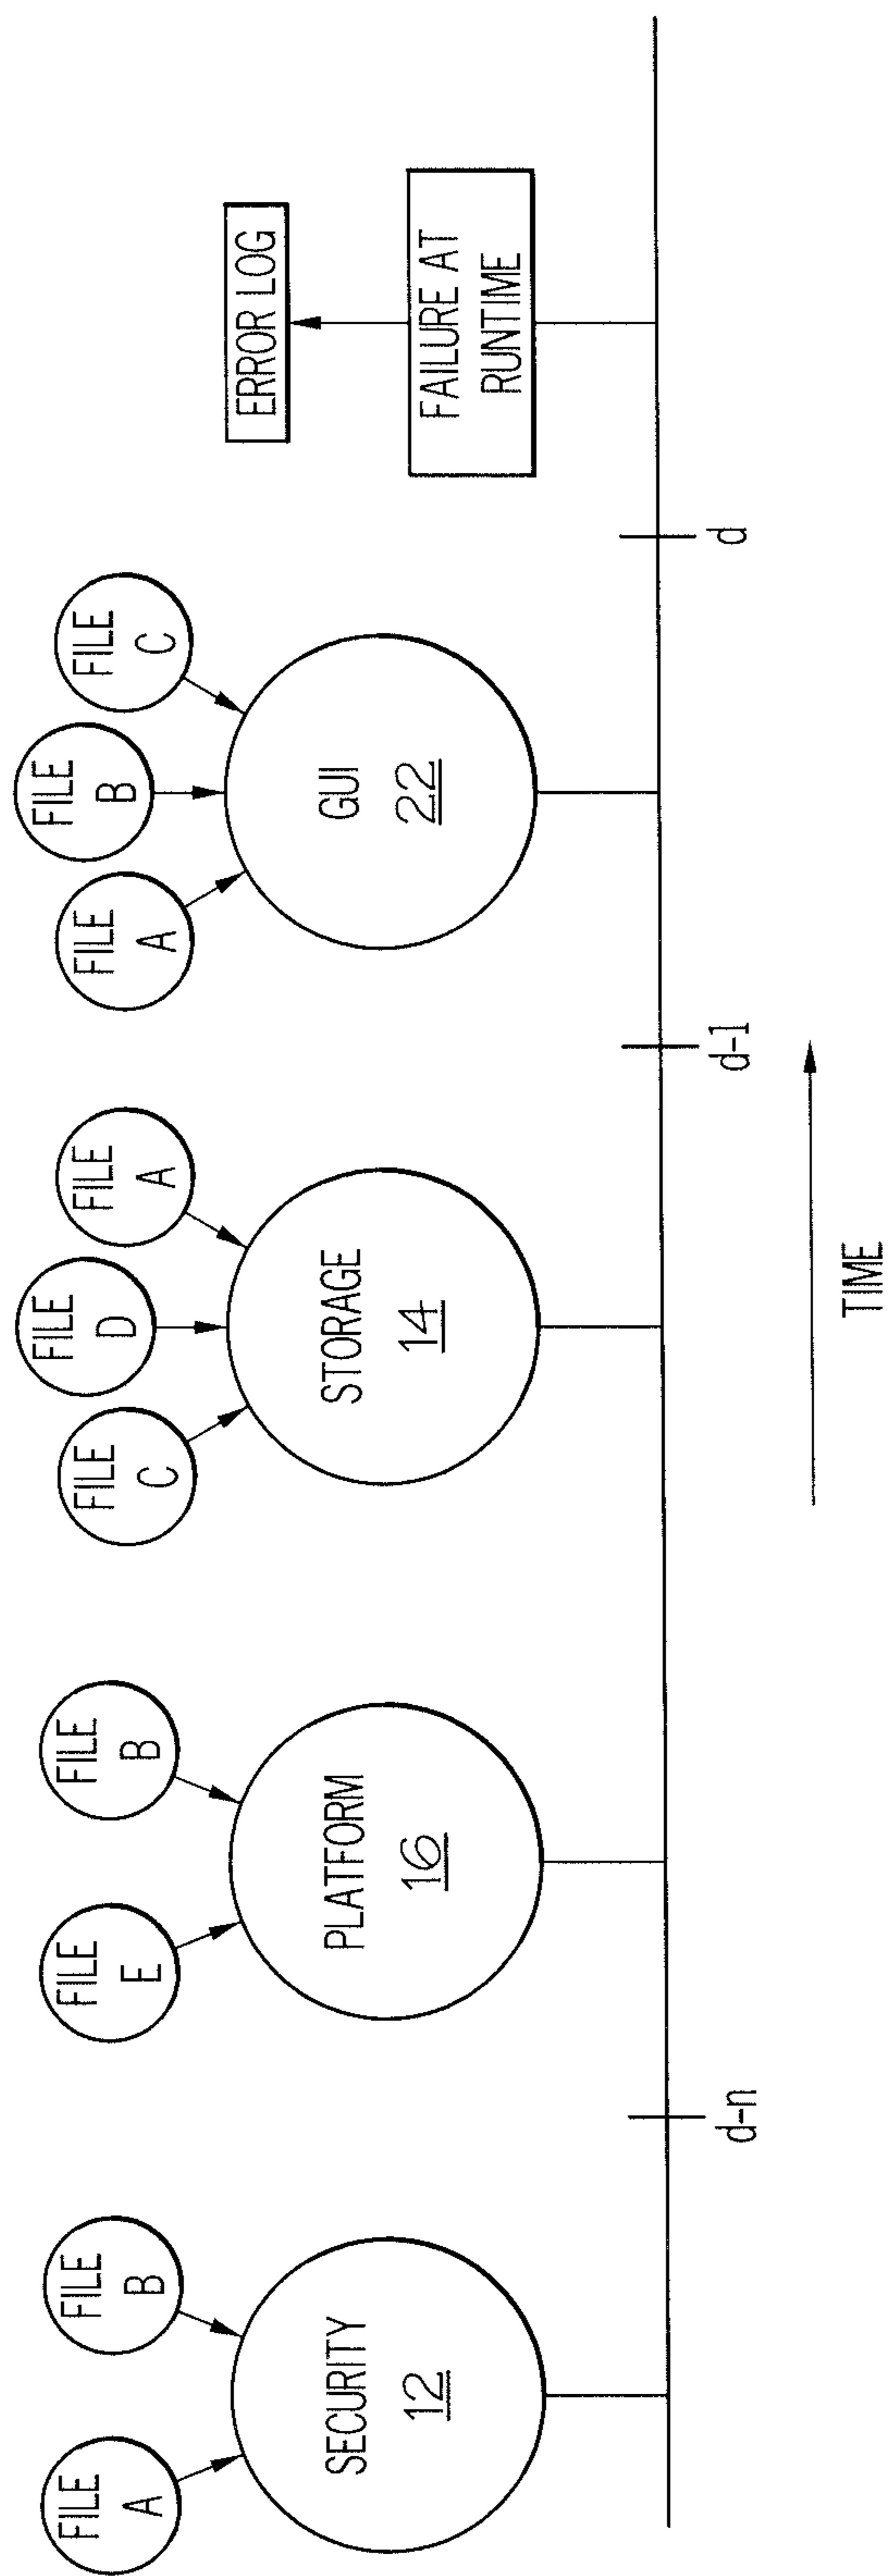 FILE
A
FILE
B
SECURITY
12
FILE
E
FILE
B
PLATFORM
16
FILE
C
FILE
D
FILE
A
STORAGE
14
FILE
A
FILE
B
FILE
C
GUI
22
ERROR LOG
FAILURE AT
RUNTIME
d-n
d-1
d
TIME